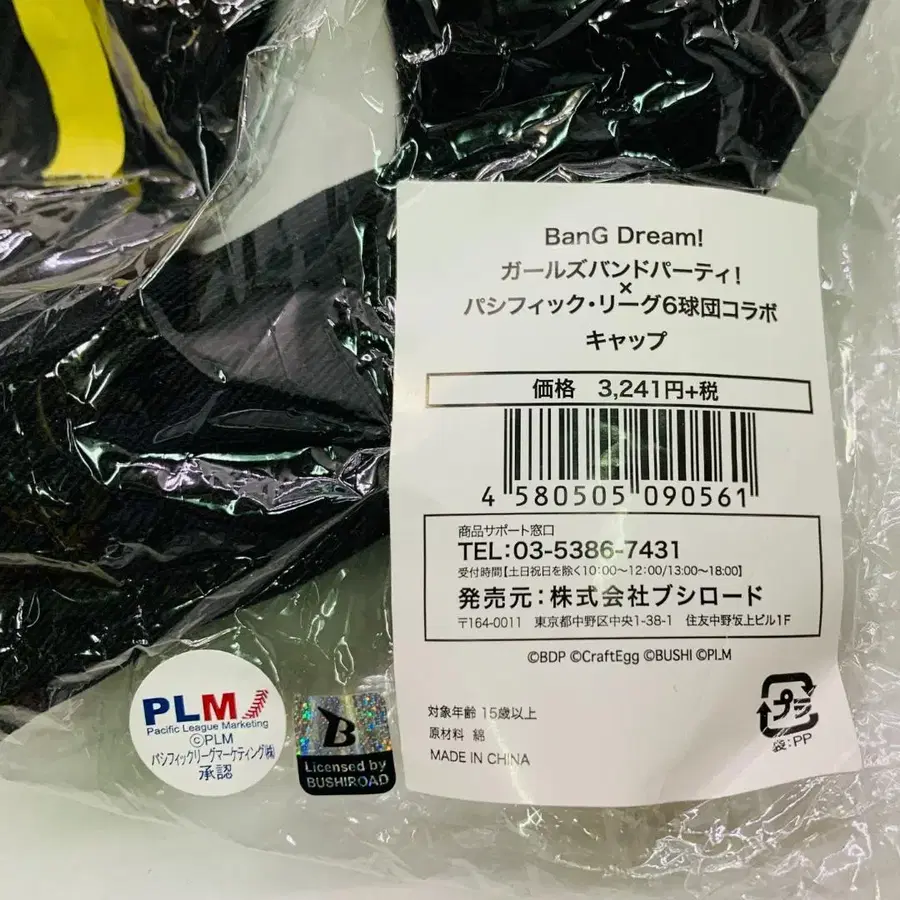 BanG Dream!
ガールズバンドパーティ!
×
パシフィック・リーグ6球団コラボ
キャップ
価格 3,241円+税
4 580505 090561
商品サポート窓口
TEL:03-5386-7431
受付時間【土日祝日を除く10:00〜12:00/13:00〜18:00】
発売元:株式会社ブシロード
〒164-0011 東京都中野区中央1-38-1 住友中野坂上ビル1F
©BDP ©CraftEgg ©BUSHI ©PLM
対象年齢 15歳以上
原材料 綿
MADE IN CHINA
プラ
袋:PP
PLM
Pacific League Marketing
©PLM
パシフィックリーグマーケティング㈱
承認
B
Licensed by
BUSHIROAD